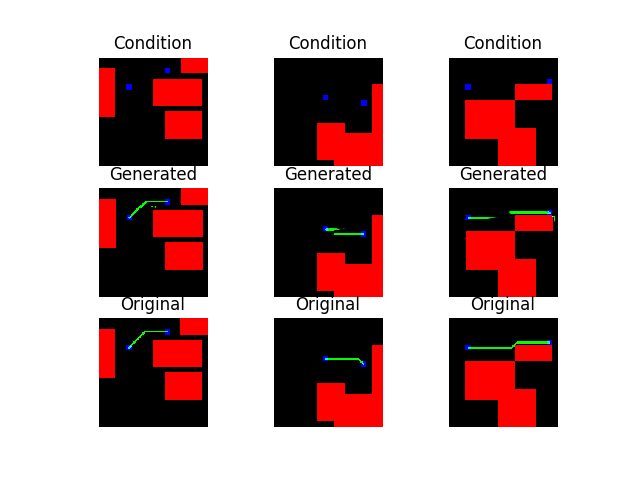 Condition Condition Condition
Generated Generated Generated
Original Original Original